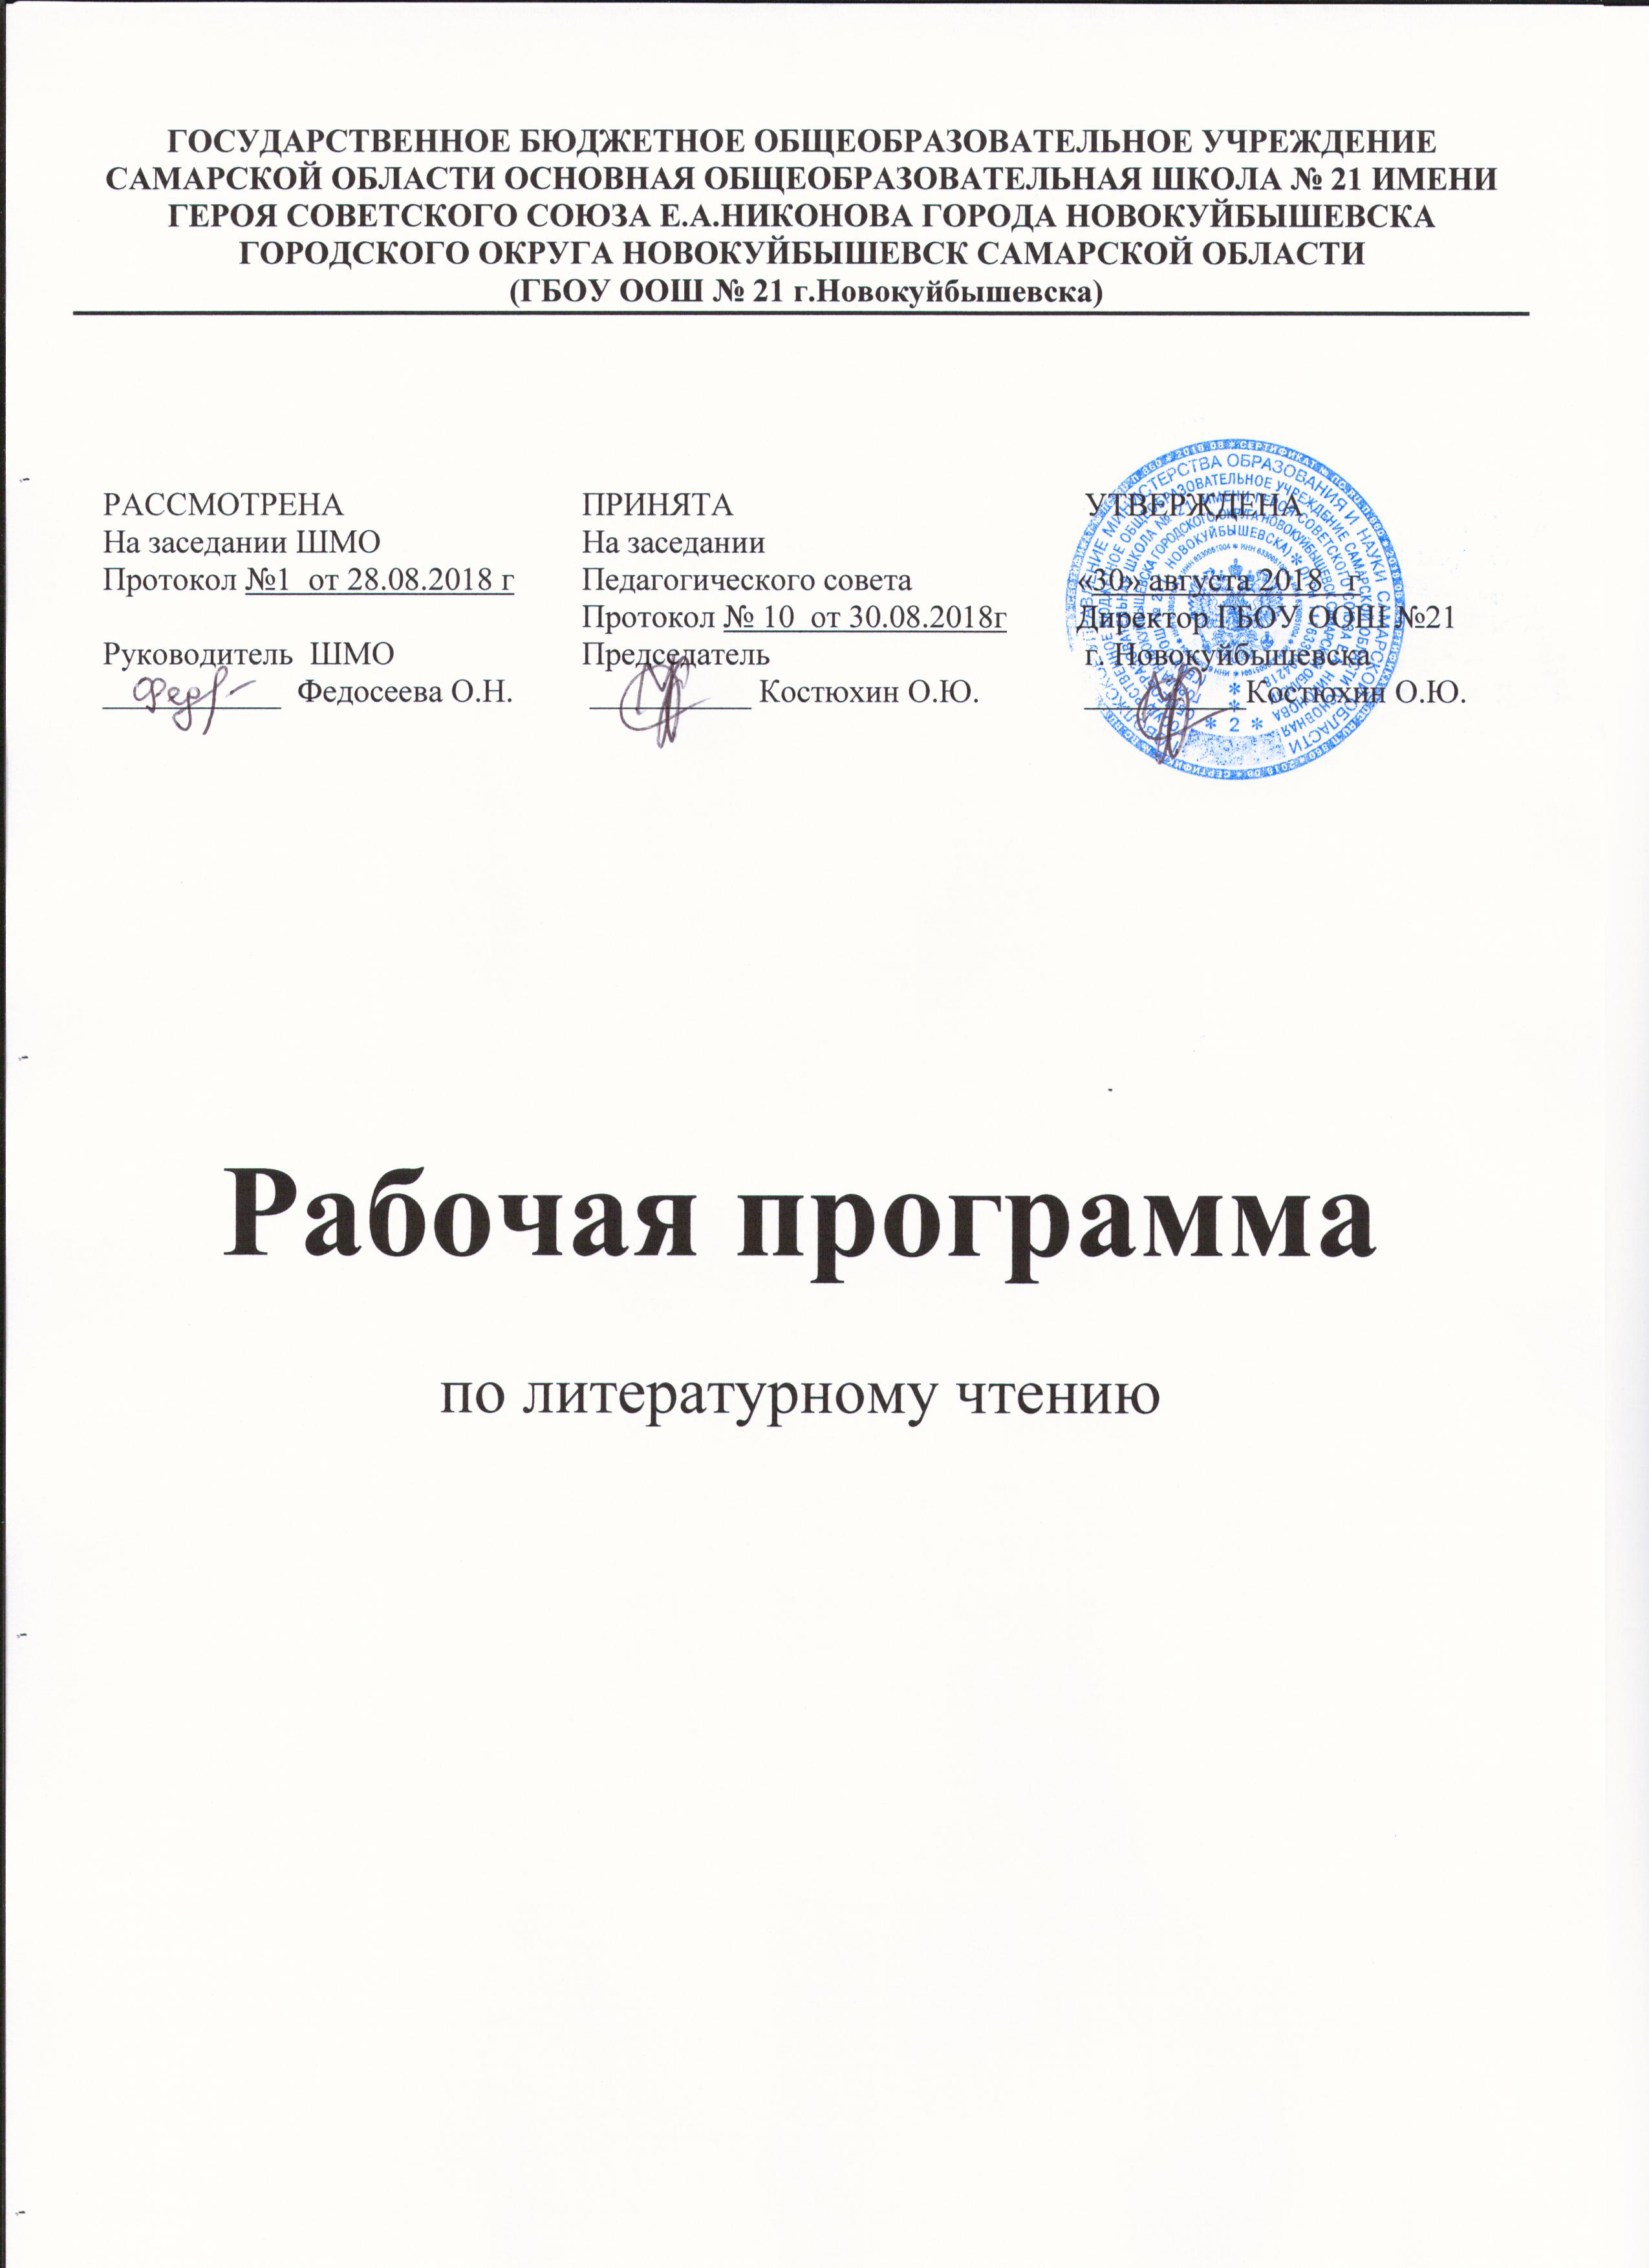 ГОСУДАРСТВЕННОЕ БЮДЖЕТНОЕ ОБЩЕОБРАЗОВАТЕЛЬНОЕ УЧРЕЖДЕНИЕ
САМАРСКОЙ ОБЛАСТИ ОСНОВНАЯ ОБЩЕОБРАЗОВАТЕЛЬНАЯ ШКОЛА № 21 ИМЕНИ
ГЕРОЯ СОВЕТСКОГО СОЮЗА Е.А.НИКОНОВА ГОРОДА НОВОКУЙБЫШЕВСКА
ГОРОДСКОГО ОКРУГА НОВОКУЙБЫШЕВСК САМАРСКОЙ ОБЛАСТИ
(ГБОУ ООШ № 21 г.Новокуйбышевска)
РАССМОТРЕНА
На заседании ШМО
Протокол №1 от 28.08.2018 г
Руководитель ШМО
Федосеева О.Н.
ПРИНЯТА
На заседании
Педагогического совета
Протокол № 10 от 30.08.2018г
Председатель
Костюхин О.Ю.
УТВЕРЖДЕНА
«30» августа 2018 г
Директор ГБОУ ООШ №21
г. Новокуйбышевска
Костюхин О.Ю.
Рабочая программа
по литературному чтению